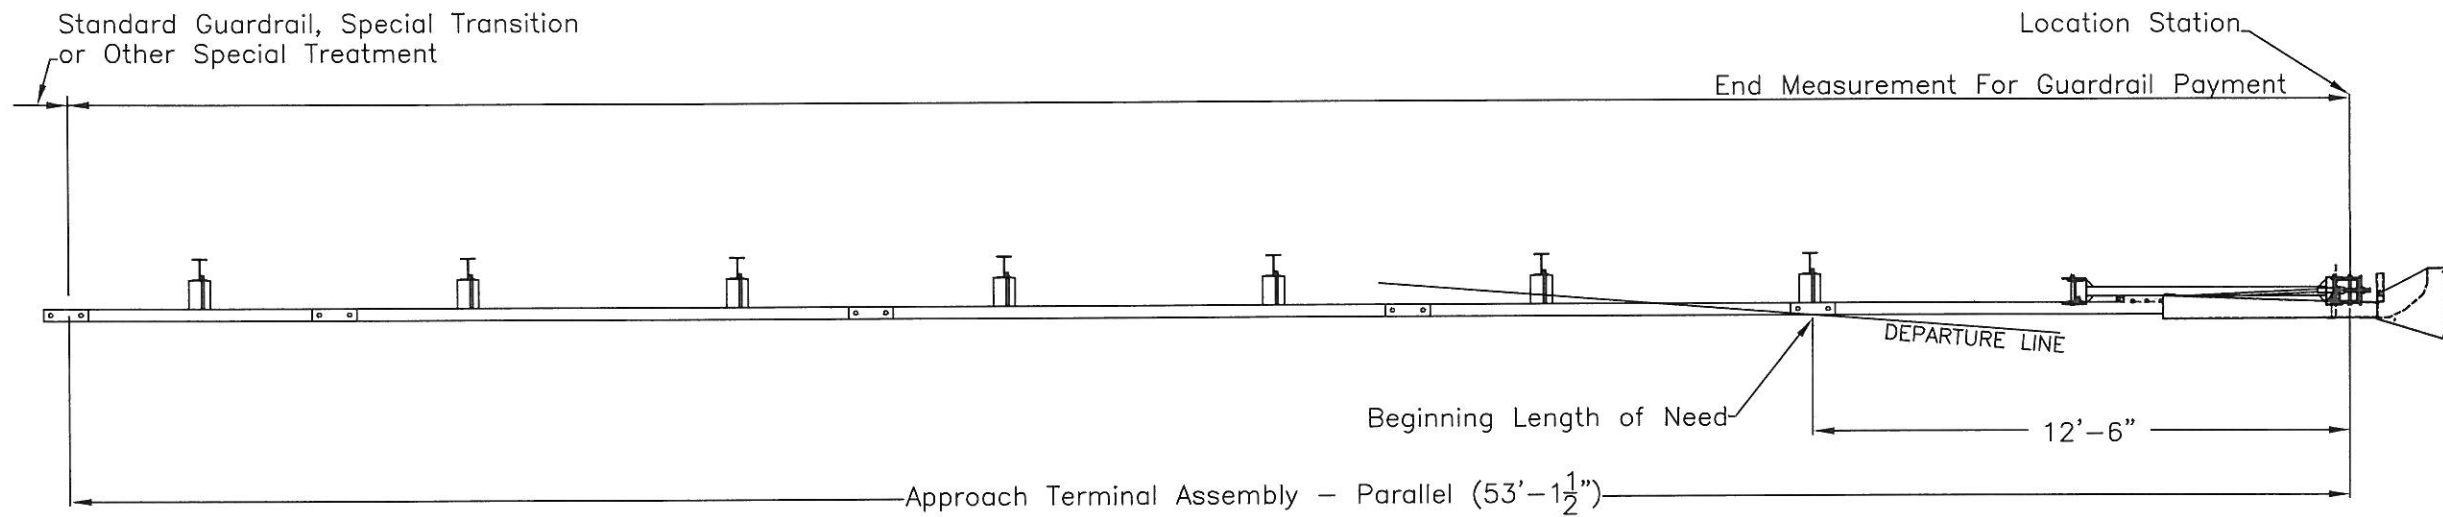 Standard Guardrail, Special Transition
or Other Special Treatment
Location Station
End Measurement For Guardrail Payment
DEPARTURE LINE
Beginning Length of Need
12'-6"
Approach Terminal Assembly - Parallel (53'-1½")